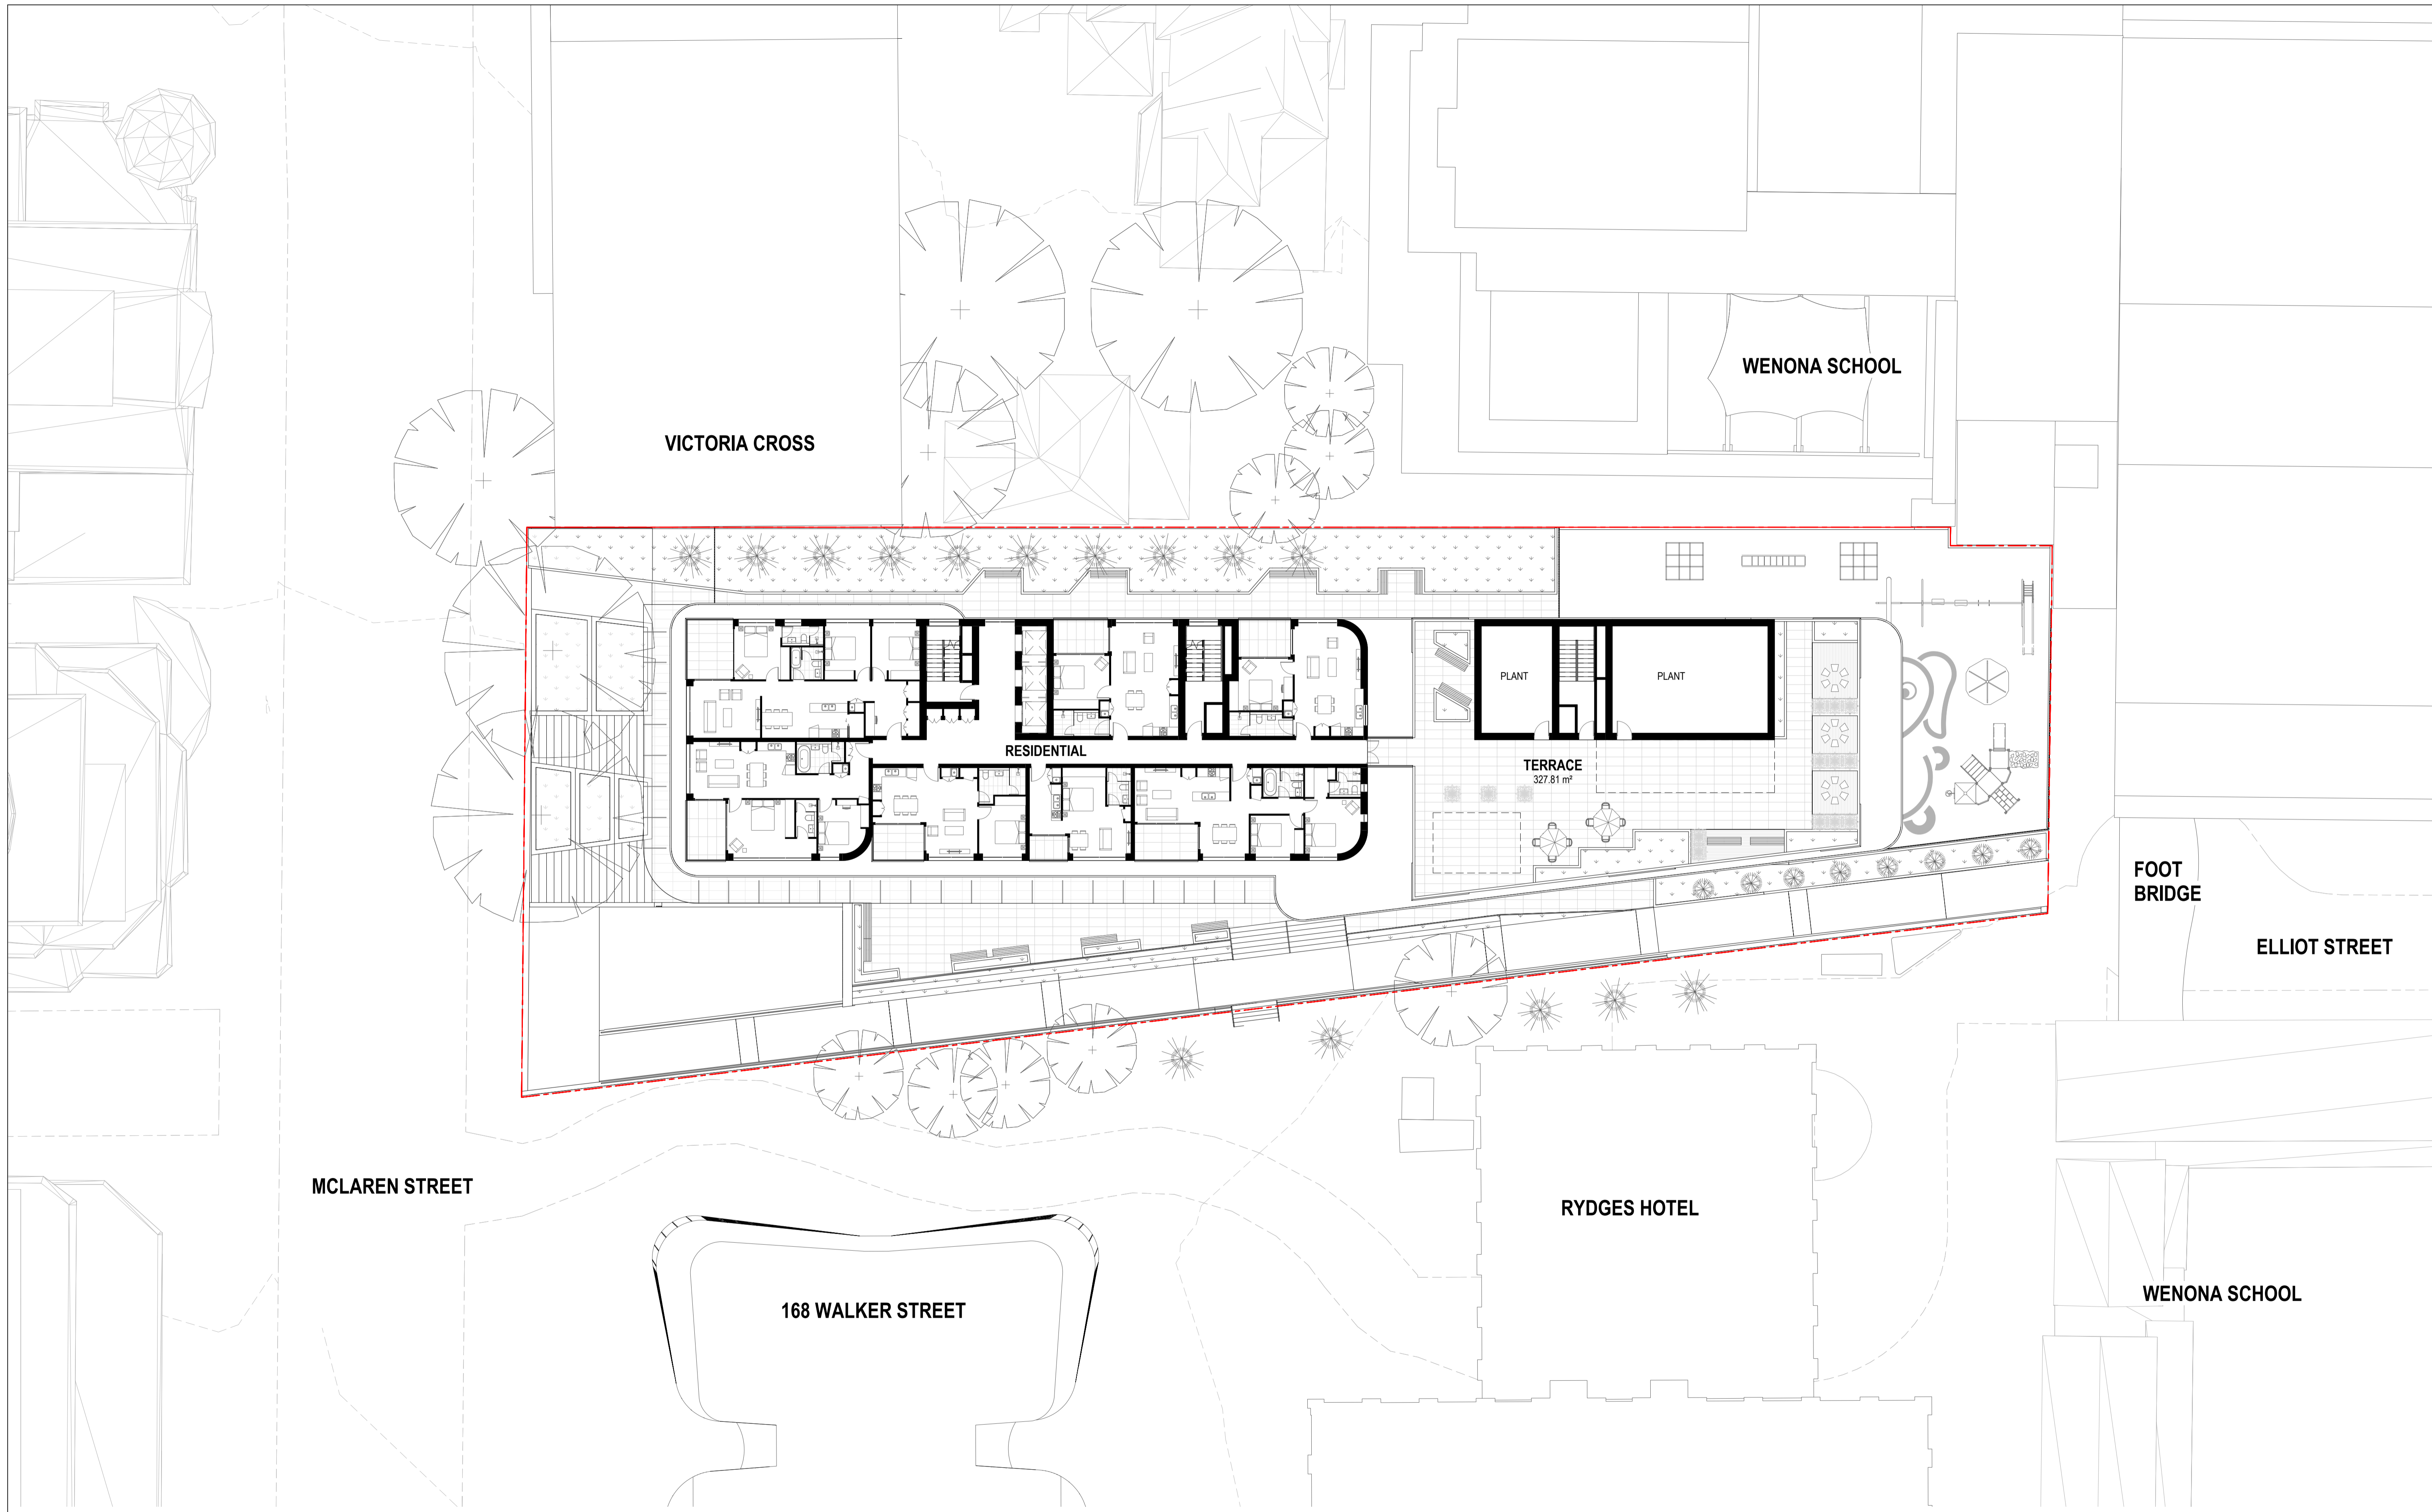 WENONA SCHOOL
VICTORIA CROSS
PLANT
PLANT
RESIDENTIAL
TERRACE
327.81 m²
FOOT
BRIDGE
ELLIOT STREET
MCLAREN STREET
RYDGES HOTEL
168 WALKER STREET
WENONA SCHOOL